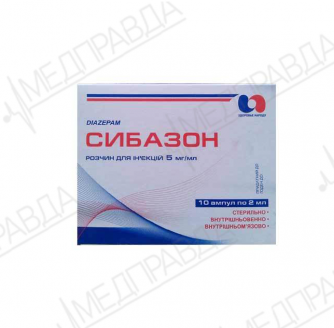 МЕДПРАВДА
DIAZEPAM
СИБАЗОН
РОЗЧИН ДЛЯ ІН'ЄКЦІЙ 5 мг/мл
10 ампул по 2 мл
СТЕРИЛЬНО
ВНУТРІШНЬОВЕННО
ВНУТРІШНЬОМ'ЯЗОВО